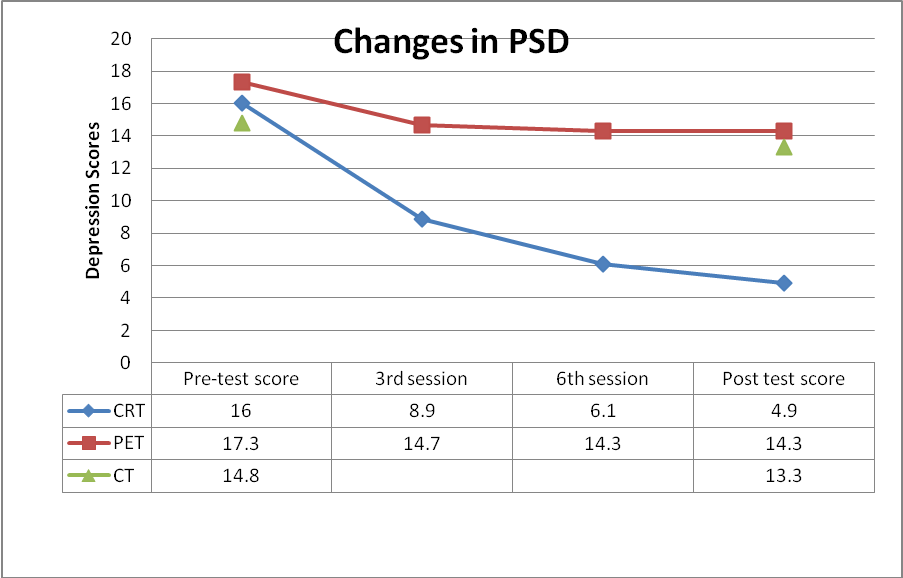 Changes in PSD
20
18
16
14
12
10
8
6
4
2
0
Depression Scores
Pre-test score 3rd session 6th session Post test score
CRT 16 8.9 6.1 4.9
PET 17.3 14.7 14.3 14.3
CT 14.8 13.3